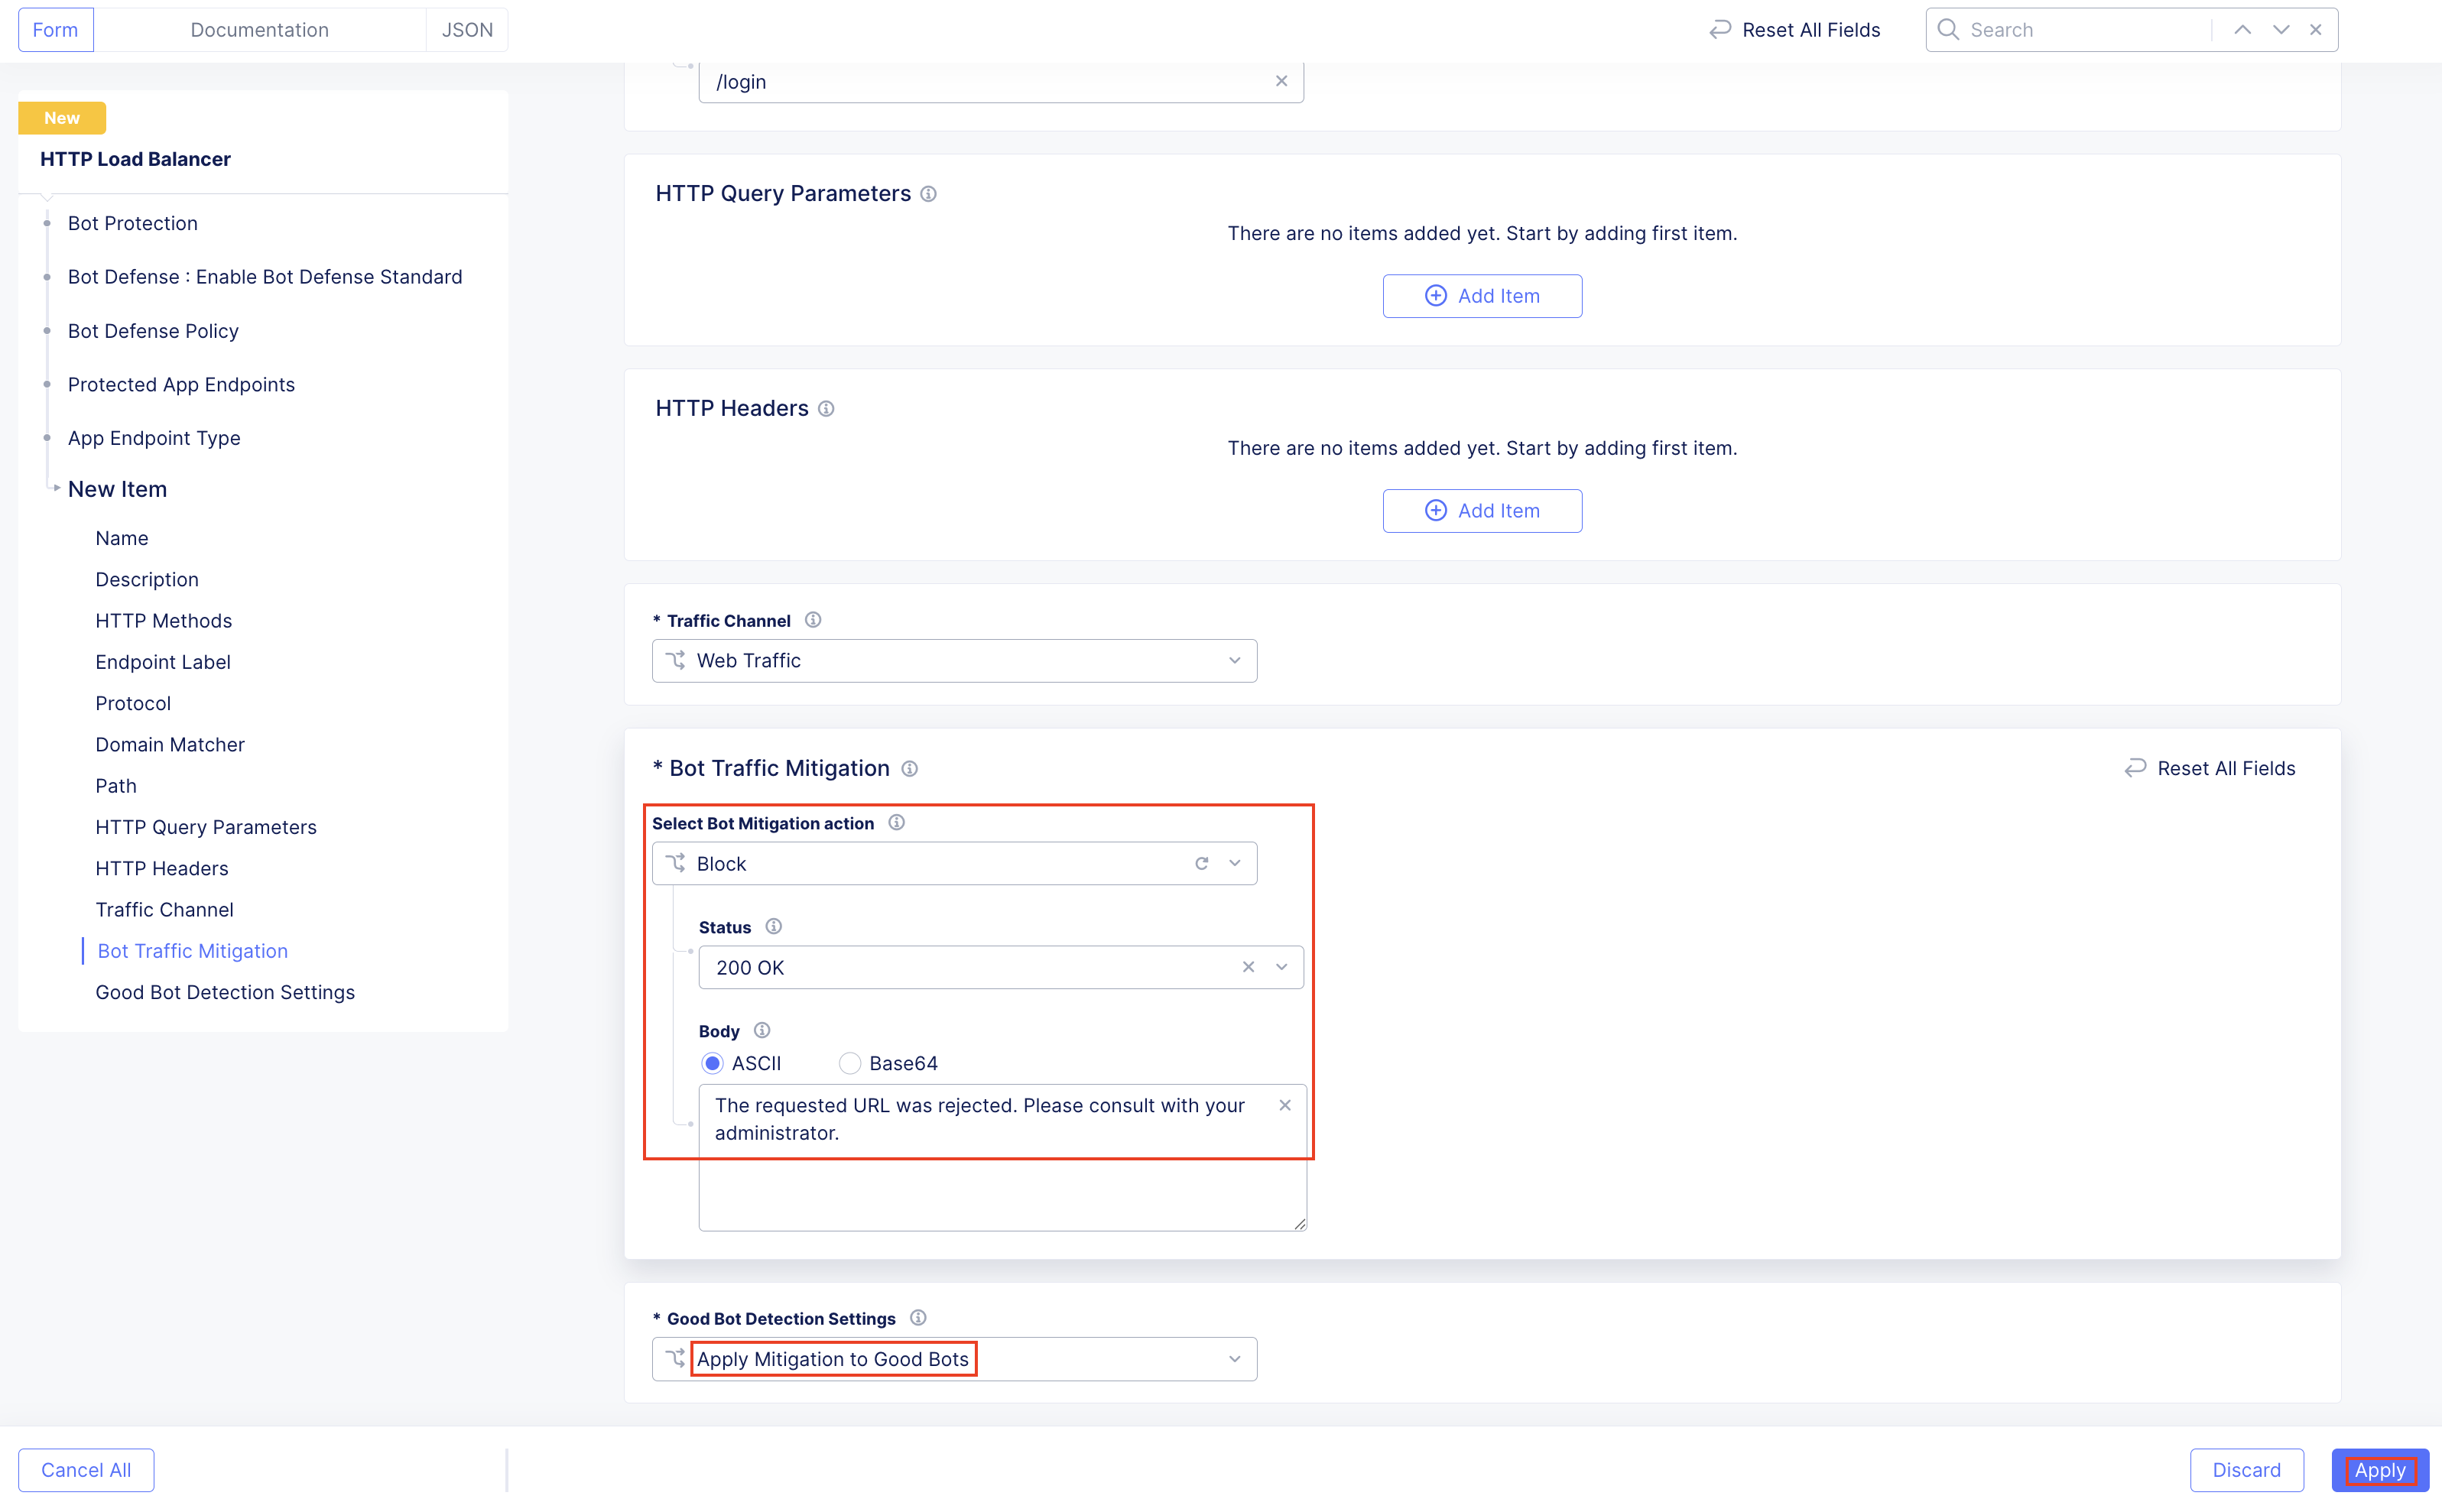 Form
Documentation
JSON
Reset All Fields
Search
New
HTTP Load Balancer
Bot Protection
Bot Defense : Enable Bot Defense Standard
Bot Defense Policy
Protected App Endpoints
App Endpoint Type
New Item
Name
Description
HTTP Methods
Endpoint Label
Protocol
Domain Matcher
Path
HTTP Query Parameters
HTTP Headers
Traffic Channel
Bot Traffic Mitigation
Good Bot Detection Settings
/login
HTTP Query Parameters
There are no items added yet. Start by adding first item.
Add Item
HTTP Headers
There are no items added yet. Start by adding first item.
Add Item
* Traffic Channel
Web Traffic
* Bot Traffic Mitigation
Reset All Fields
Select Bot Mitigation action
Block
Status
200 OK
Body
ASCII
Base64
The requested URL was rejected. Please consult with your
administrator.
* Good Bot Detection Settings
Apply Mitigation to Good Bots
Cancel All
Discard
Apply